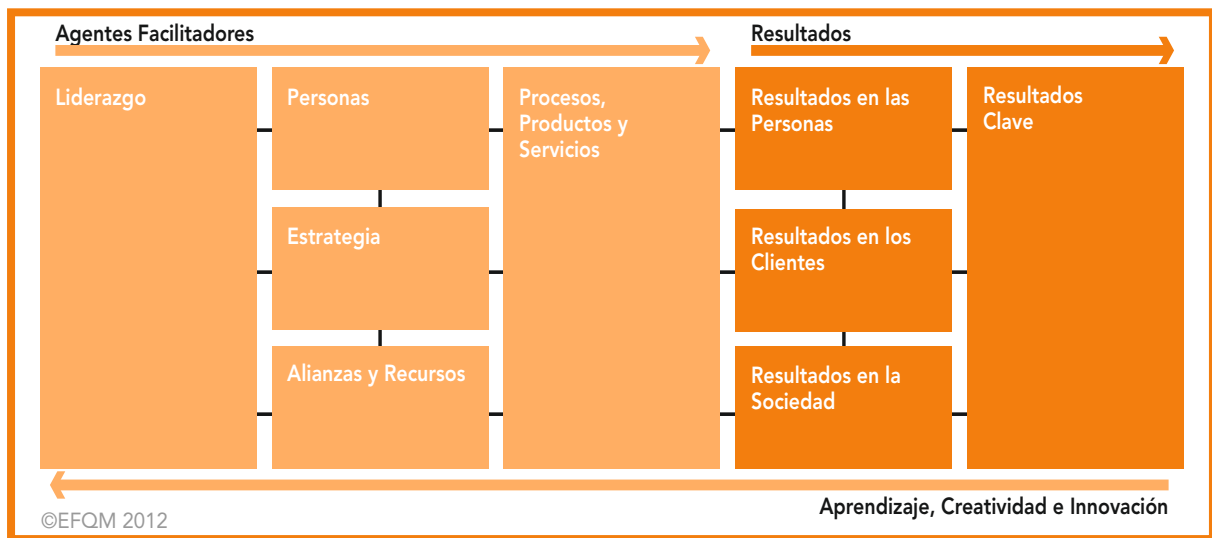 Agentes Facilitadores
Resultados
Liderazgo
Personas
Procesos,
Productos y
Servicios
Resultados en las
Personas
Resultados
Clave
Estrategia
Resultados en los
Clientes
Alianzas y Recursos
Resultados en la
Sociedad
Aprendizaje, Creatividad e Innovación
©EFQM 2012